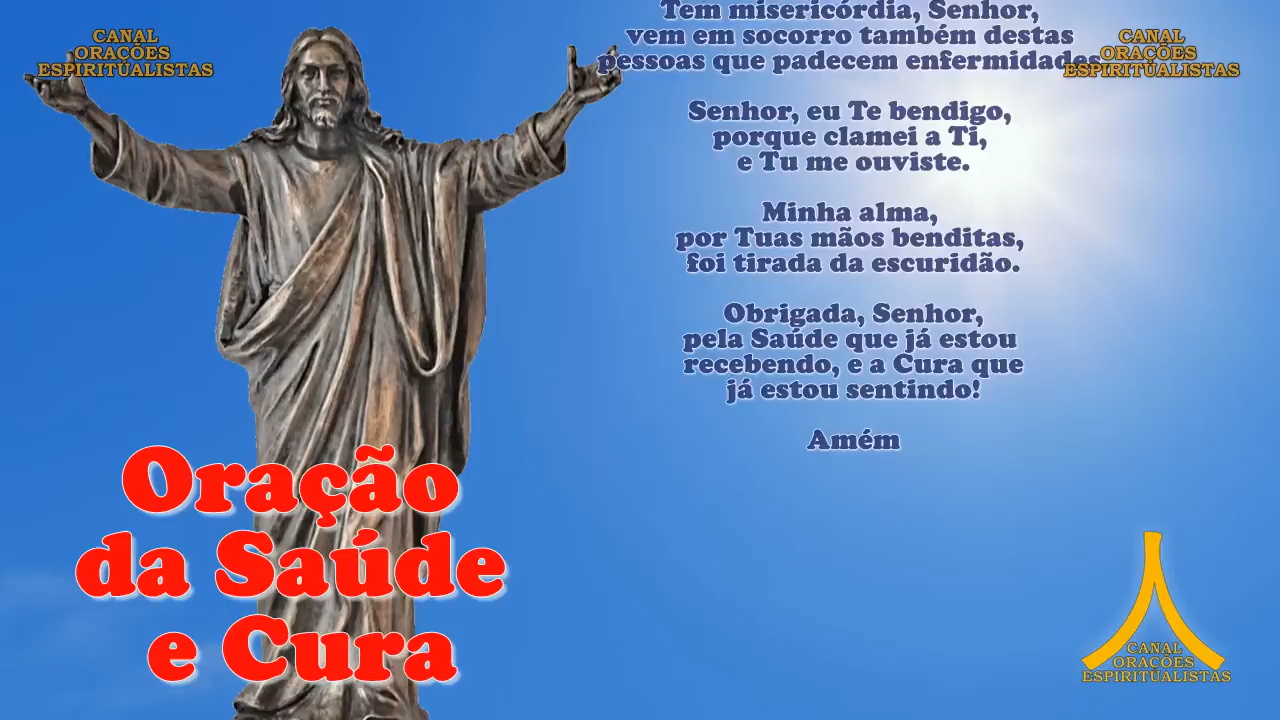 CANAL
ORAÇÕES
ESPIRITUALISTAS
Tem misericórdia, Senhor,
vem em socorro também destas
pessoas que padecem enfermidades
CANAL
ORAÇÕES
ESPIRITUALISTAS
Senhor, eu Te bendigo,
porque clamei a Ti,
e Tu me ouviste.
Minha alma,
por Tuas mãos benditas,
foi tirada da escuridão.
Obrigada, Senhor,
pela Saúde que já estou
recebendo, e a Cura que
já estou sentindo!
Amém
Oração
da Saúde
e Cura
CANAL
ORAÇÕES
ESPIRITUALISTAS